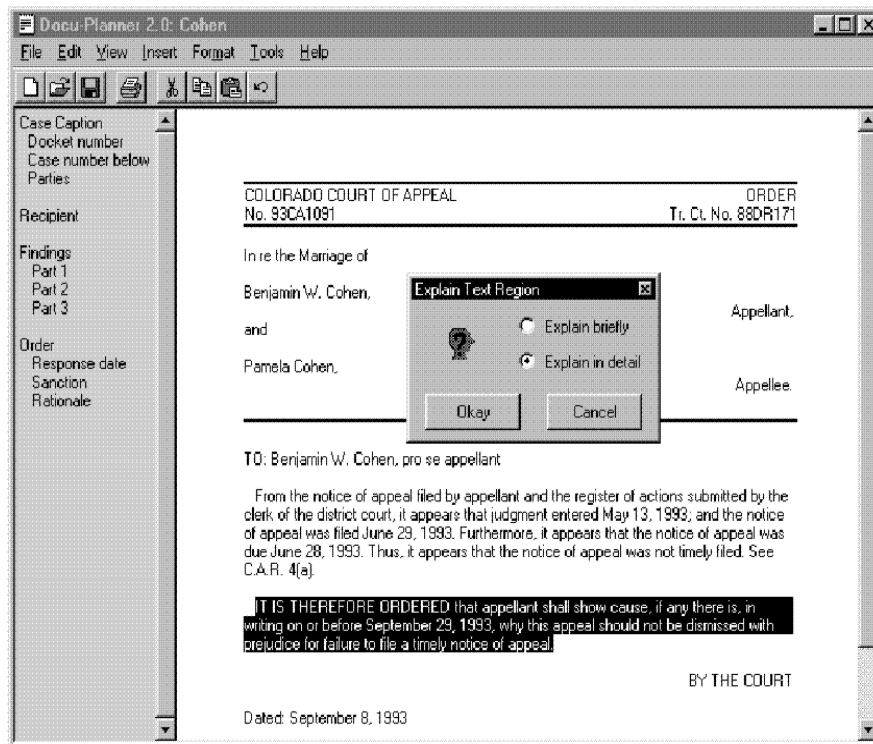 Docu-Planner 2.0: Cohen
File Edit View Insert Format Tools Help
Case Caption
Docket number
Case number below
Parties
Recipient
Findings
Part 1
Part 2
Part 3
Order
Response date
Sanction
Rationale
COLORADO COURT OF APPEAL ORDER
No. 93CA1091 Tr. Ct. No. 88DR171
In re the Marriage of
Benjamin W. Cohen,
Appellant,
and
Pamela Cohen,
Appellee.
Explain Text Region
Explain briefly
Explain in detail
Okay Cancel
TO: Benjamin W. Cohen, pro se appellant
From the notice of appeal filed by appellant and the register of actions submitted by the
clerk of the district court, it appears that judgment entered May 13, 1993; and the notice
of appeal was filed June 29, 1993. Furthermore, it appears that the notice of appeal was
due June 28, 1993. Thus, it appears that the notice of appeal was not timely filed. See
C.A.R. 4(a).
IT IS THEREFORE ORDERED that appellant shall show cause, if any there is, in
writing on or before September 29, 1993, why this appeal should not be dismissed with
prejudice for failure to file a timely notice of appeal.
BY THE COURT
Dated: September 8, 1993